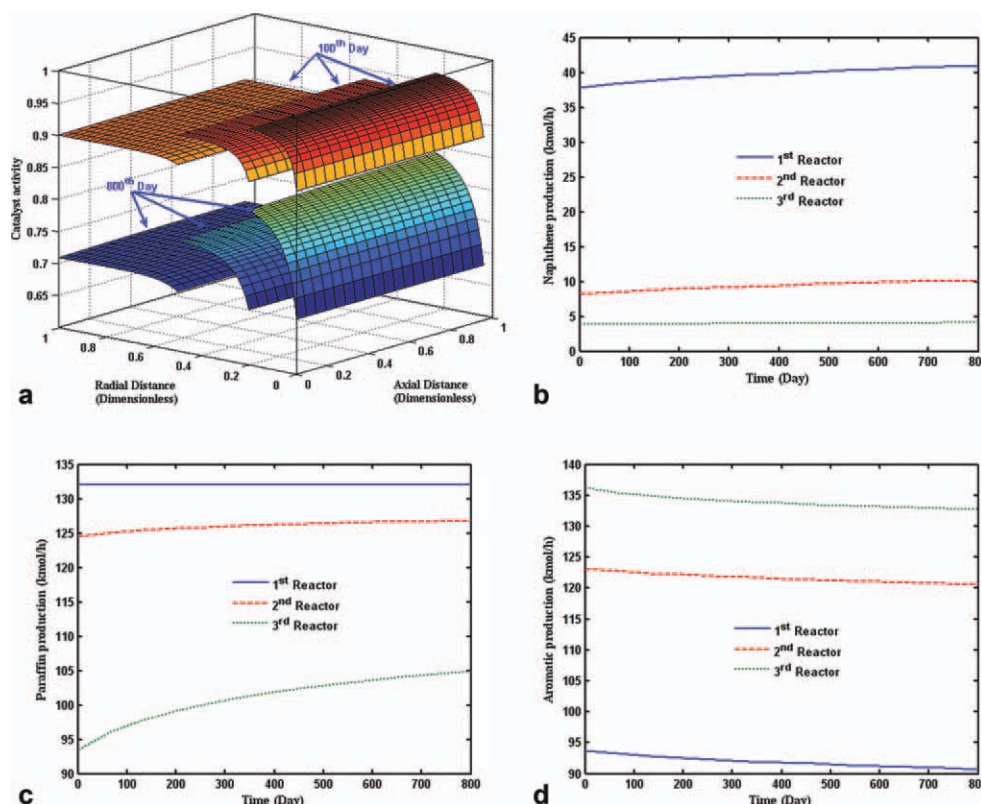 1
0.95
0.9
0.85
0.8
0.75
0.7
0.65
Catalyst activity
100th Day
800th Day
1
0.8
0.6
0.4
0.2
0
Radial Distance
(Dimensionless)
0
0.2
0.4
0.6
0.8
1
Axial Distance
(Dimensionless)
a
45
40
35
30
25
20
15
10
5
0
Naphthene production (kmol/h)
1st Reactor
2nd Reactor
3rd Reactor
0 100 200 300 400 500 600 700 80
Time (Day)
b
135
130
125
120
115
110
105
100
95
90
Paraffin production (kmol/h)
1st Reactor
2nd Reactor
3rd Reactor
0 100 200 300 400 500 600 700 800
Time (Day)
c
140
135
130
125
120
115
110
105
100
95
90
Aromatic production (kmol/h)
1st Reactor
2nd Reactor
3rd Reactor
0 100 200 300 400 500 600 700 800
Time (Day)
d